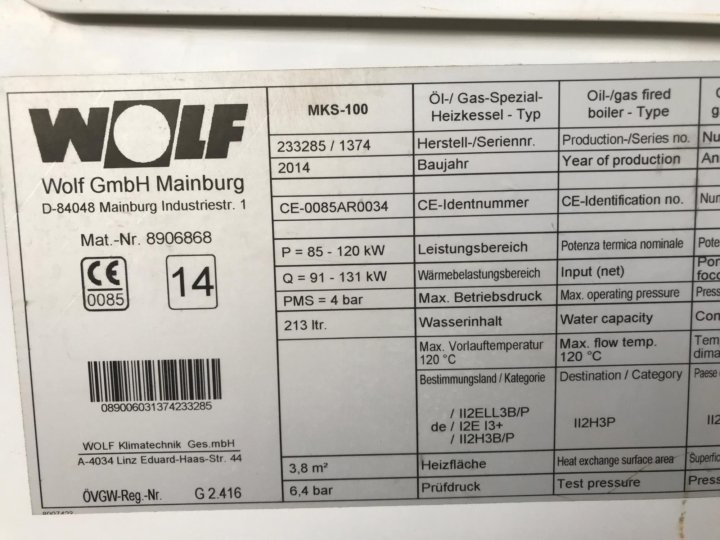 WOLF
Wolf GmbH Mainburg
D-84048 Mainburg Industriestr. 1
Mat.-Nr. 8906868
CE
0085
14
089006031374233285
WOLF Klimatechnik Ges.mbH
A-4034 Linz Eduard-Haas-Str. 44
ÖVGW-Reg.-Nr. G 2.416
MKS-100 Öl-/ Gas-Spezial- Oil-/gas fired
Heizkessel - Typ boiler - Type
233285 / 1374 Herstell-/Seriennr. Production-/Series no.
2014 Baujahr Year of production
CE-0085AR0034 CE-Identnummer CE-Identification no.
P = 85 - 120 kW Leistungsbereich Potenza termica nominale
Q = 91 - 131 kW Wärmebelastungsbereich Input (net)
PMS = 4 bar Max. Betriebsdruck Max. operating pressure
213 ltr. Wasserinhalt Water capacity
Max. Vorlauftemperatur Max. flow temp.
120 °C 120 °C
Bestimmungsland / Kategorie Destination / Category
/ II2ELL3B/P
de / I2E I3+ II2H3P
/ II2H3B/P
3,8 m² Heizfläche Heat exchange surface area
6,4 bar Prüfdruck Test pressure